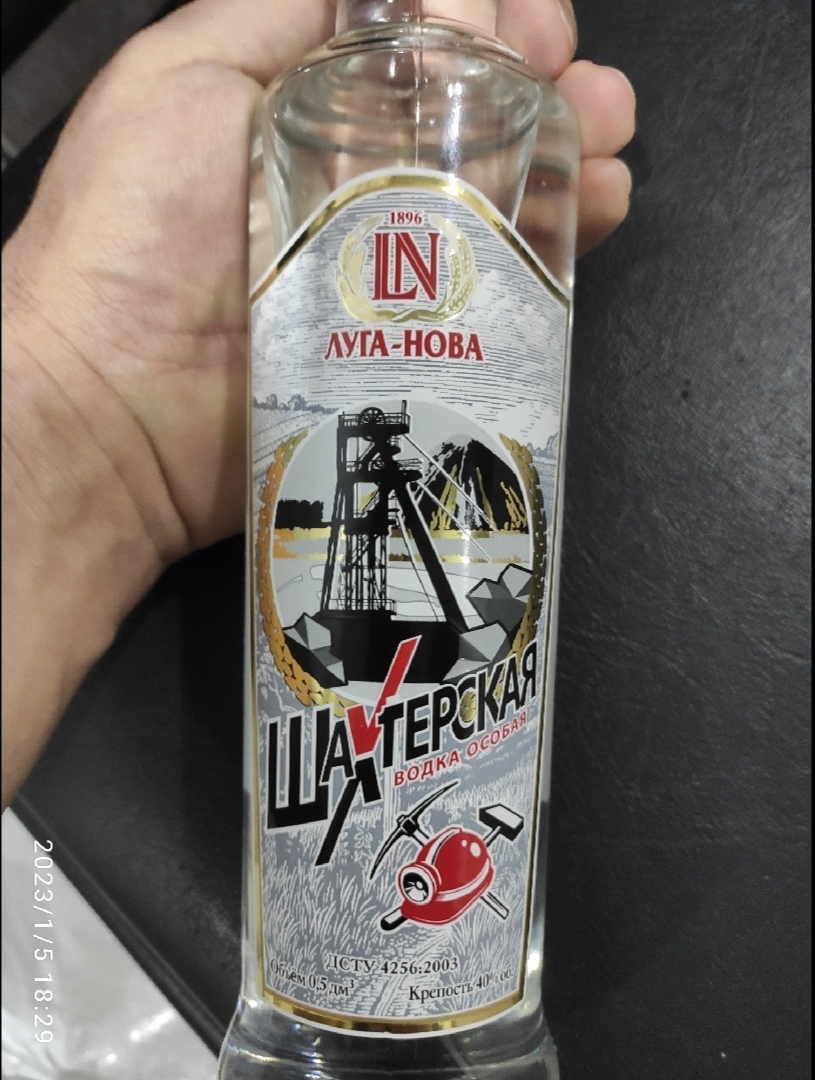 1896
LN
ЛУГА-НОВА
ШАХТЕРСКАЯ
ВОДКА ОСОБАЯ
ДСТУ 4256:2003
Объём 0,5 дм³
Крепость 40% об.
2023/1/5 18:29